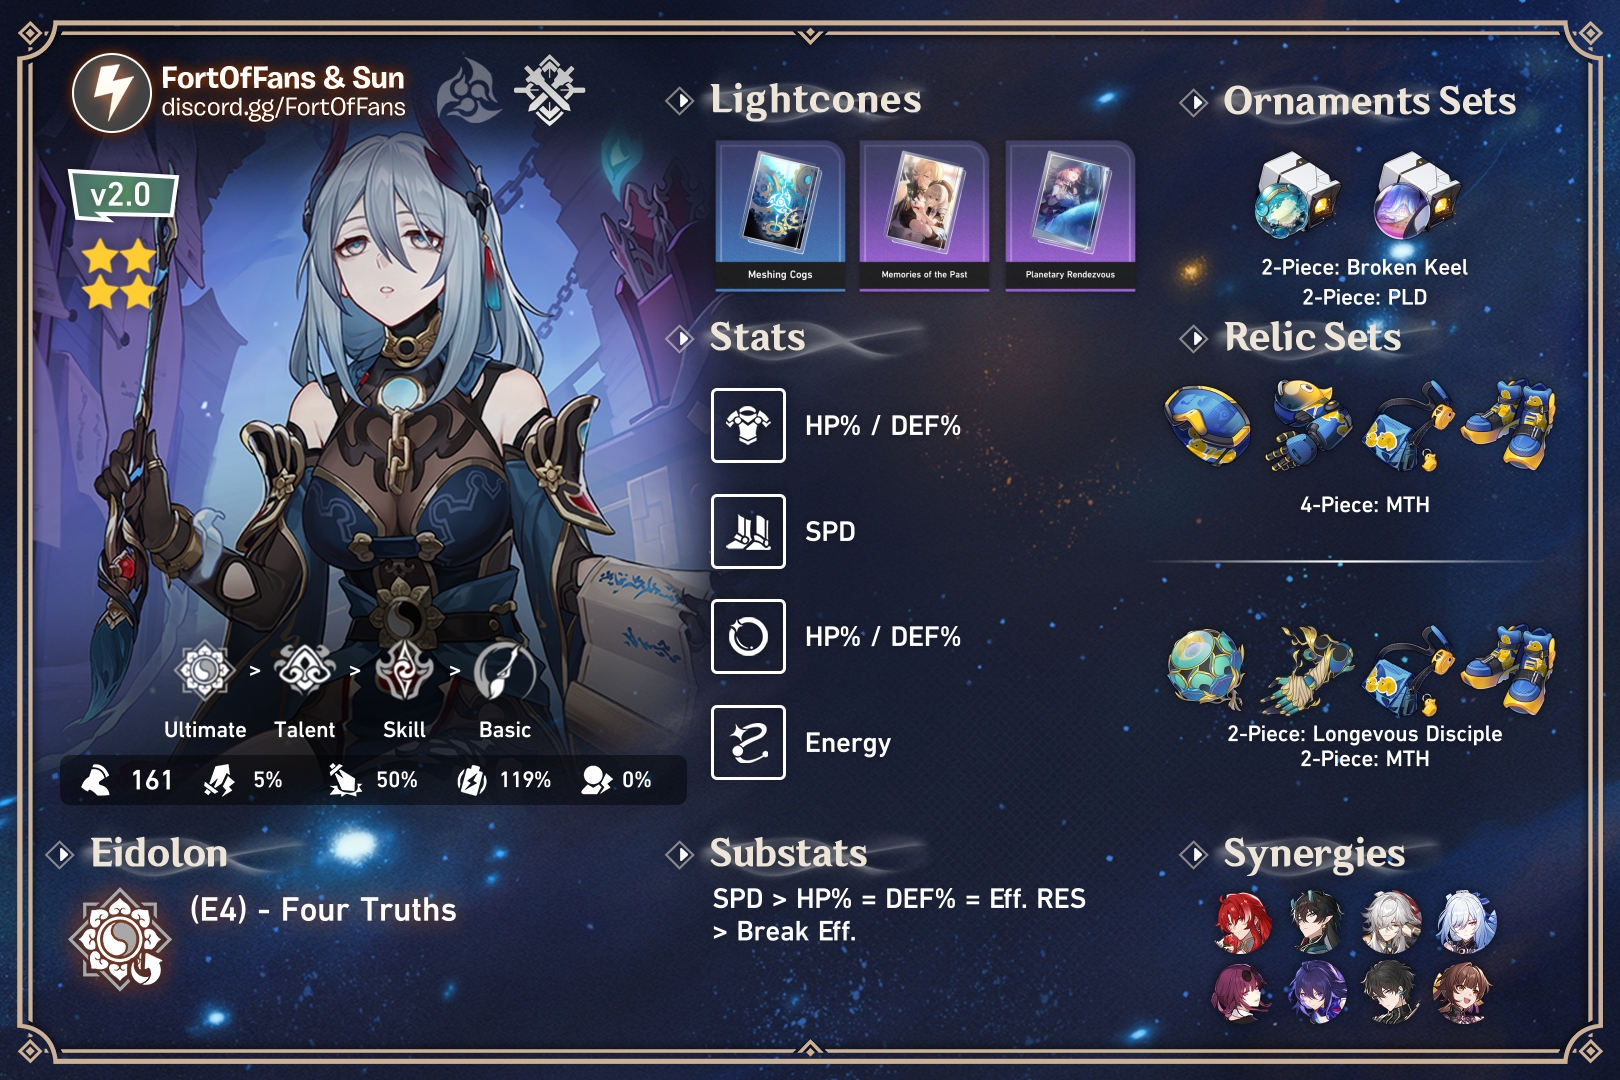 FortOfFans & Sun
discord.gg/FortOfFans
v2.0
Ultimate > Talent > Skill > Basic
161 5% 50% 119% 0%
Eidolon
(E4) - Four Truths
Lightcones
Meshing Cogs
Memories of the Past
Planetary Rendezvous
Stats
HP% / DEF%
SPD
HP% / DEF%
Energy
Substats
SPD > HP% = DEF% = Eff. RES
> Break Eff.
Ornaments Sets
2-Piece: Broken Keel
2-Piece: PLD
Relic Sets
4-Piece: MTH
2-Piece: Longevous Disciple
2-Piece: MTH
Synergies